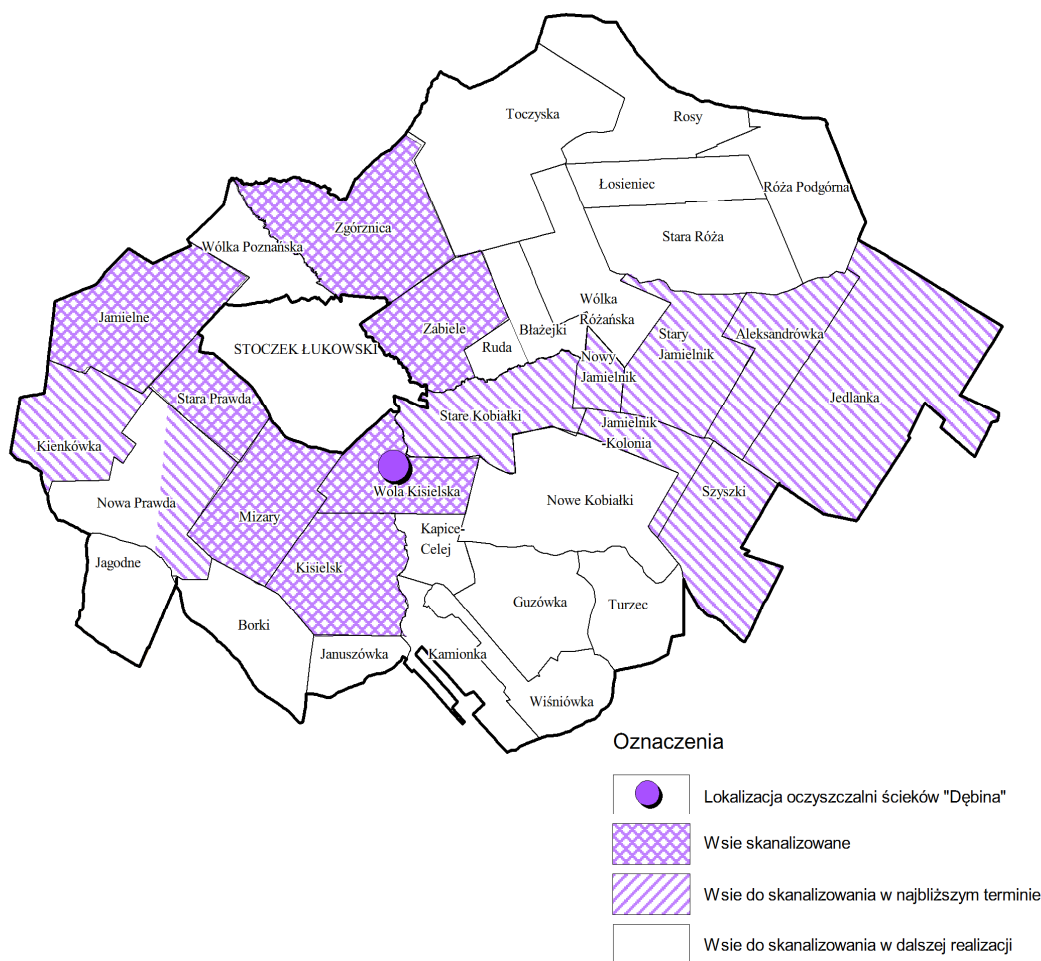 Toczyska
Rosy
Łosieniec
Róża Podgórna
Zgórznica
Stara Róża
Wólka Poznańska
Wólka
Różańska
Jamielne
Zabiele
Błażejki
Stary
Jamielnik
Aleksandrówka
STOCZEK ŁUKOWSKI
Ruda
Nowy
Jamielnik
Stara Prawda
Jedlanka
Stare Kobiałki
Jamielnik
-Kolonia
Kienkówka
Wola Kisielska
Szyszki
Nowa Prawda
Nowe Kobiałki
Mizary
Kapice-
Celej
Jagodne
Kisielsk
Guzówka
Turzec
Borki
Januszówka
Kamionka
Wiśniówka
Oznaczenia
Lokalizacja oczyszczalni ścieków "Dębina"
Wsie skanalizowane
Wsie do skanalizowania w najbliższym terminie
Wsie do skanalizowania w dalszej realizacji